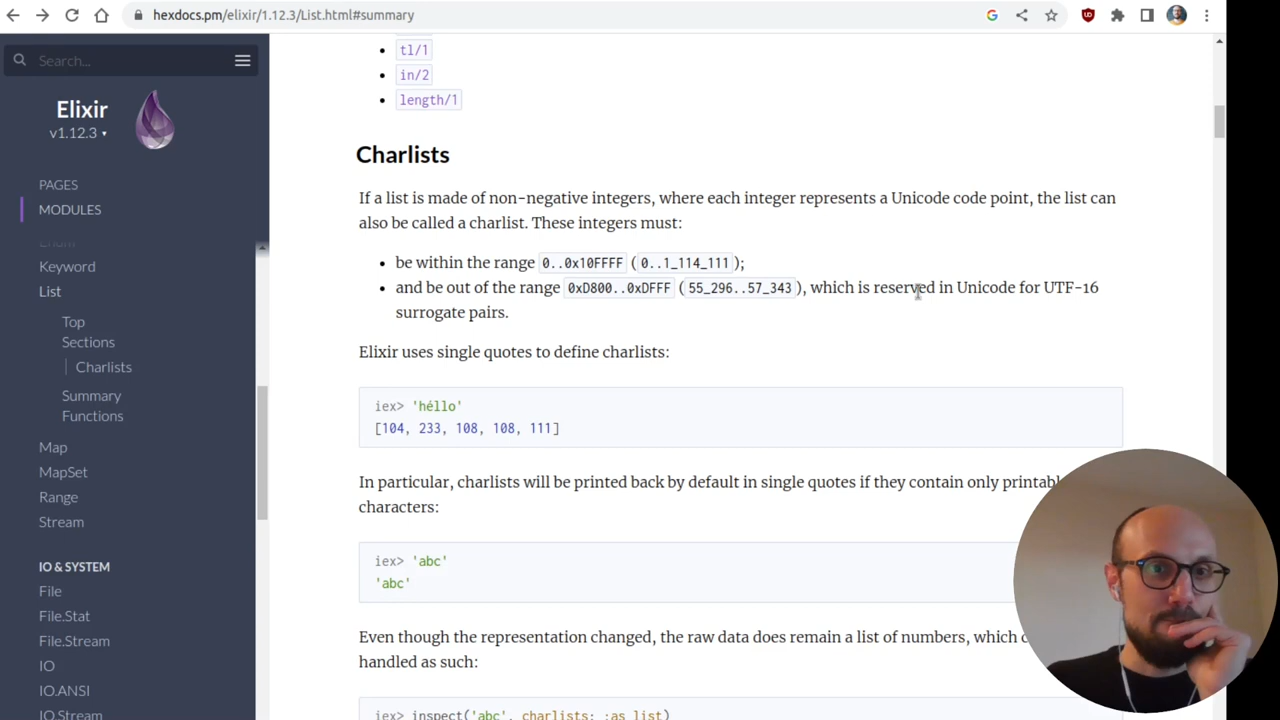 hexdocs.pm/elixir/1.12.3/List.html#summary
Search...
Elixir
v1.12.3
PAGES
MODULES
Enum
Keyword
List
Top
Sections
Charlists
Summary
Functions
Map
MapSet
Range
Stream
IO & SYSTEM
File
File.Stat
File.Stream
IO
IO.ANSI
IO.Stream
tl/1
in/2
length/1
Charlists
If a list is made of non-negative integers, where each integer represents a Unicode code point, the list can
also be called a charlist. These integers must:
be within the range 0..0x10FFFF (0..1_114_111);
and be out of the range 0xD800..0xDFFF (55_296..57_343), which is reserved in Unicode for UTF-16
surrogate pairs.
Elixir uses single quotes to define charlists:
iex> 'héllo'
[104, 233, 108, 108, 111]
In particular, charlists will be printed back by default in single quotes if they contain only printable
characters:
iex> 'abc'
'abc'
Even though the representation changed, the raw data does remain a list of numbers, which
handled as such:
iex> inspect('abc', charlists: :as_list)